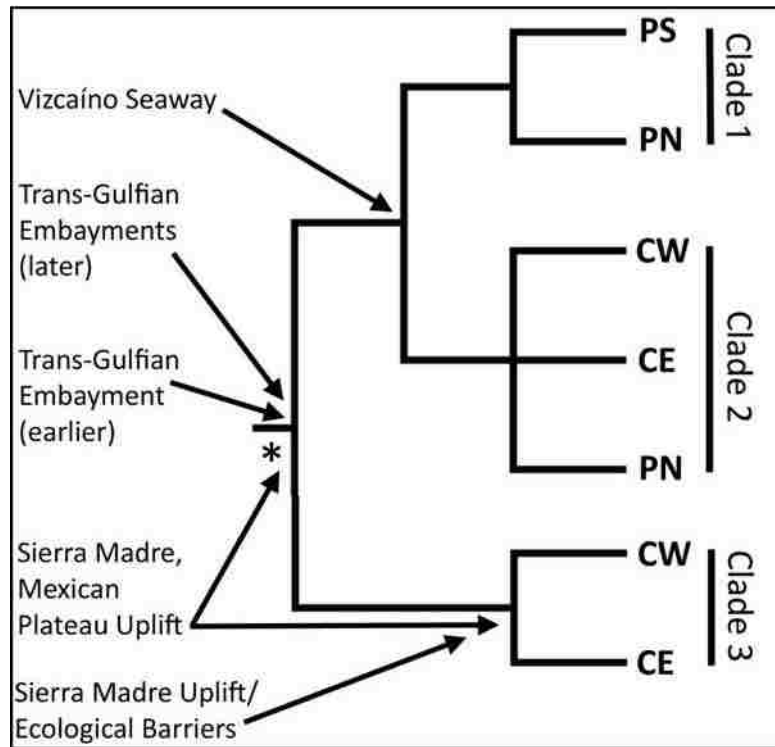 Vizcaíno Seaway
Trans-Gulfian
Embayments
(later)
Trans-Gulfian
Embayment
(earlier)
*
Sierra Madre,
Mexican
Plateau Uplift
Sierra Madre Uplift/
Ecological Barriers
PS
PN
Clade 1
CW
CE
PN
Clade 2
CW
CE
Clade 3